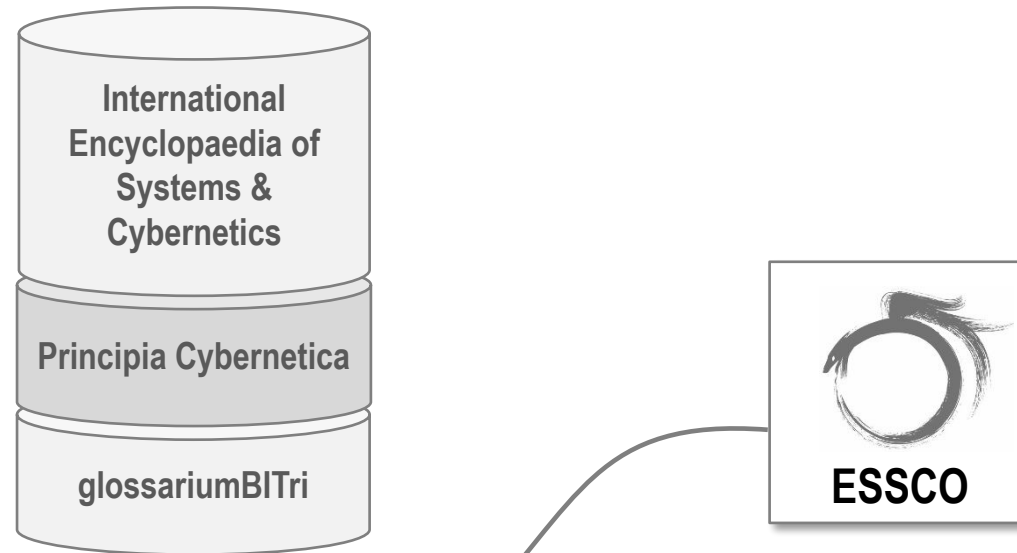 International
Encyclopaedia of
Systems &
Cybernetics
Principia Cybernetica
glossariumBITri
ESSCO